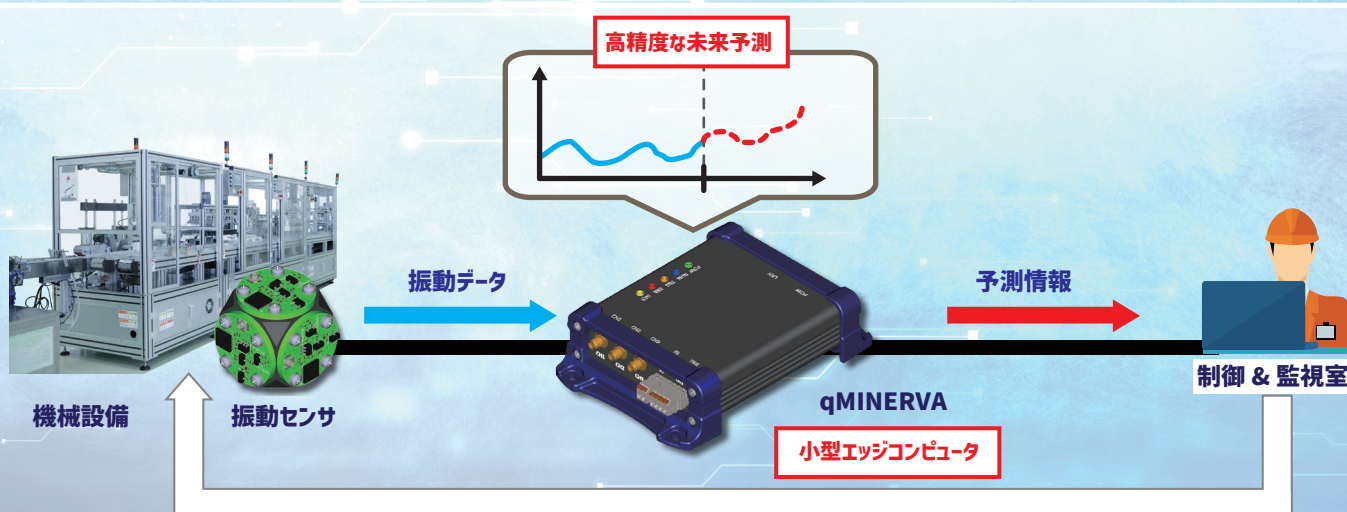 高精度な未来予測
振動データ
予測情報
機械設備
振動センサ
qMINERVA
小型エッジコンピュータ
制御 & 監視室
LAN
POW